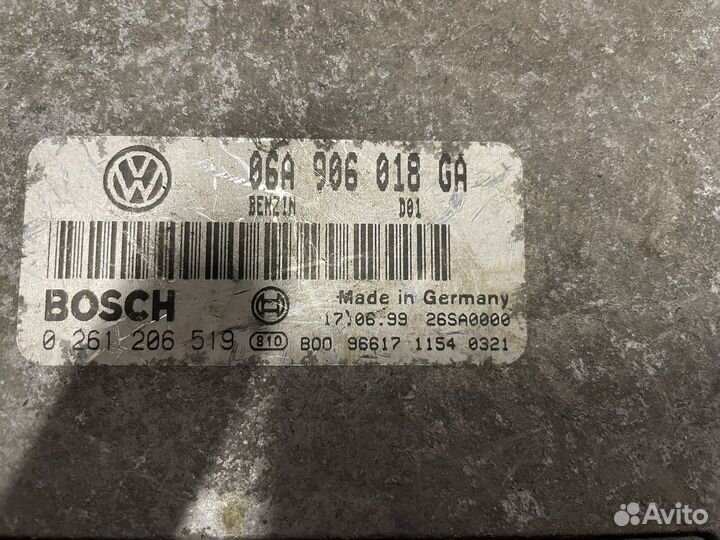 06A 906 018 GA
BENZIN D01
BOSCH
Made in Germany
17.06.99 26SA0000
0 261 206 519 810 B00 96617 1154 0321
Avito